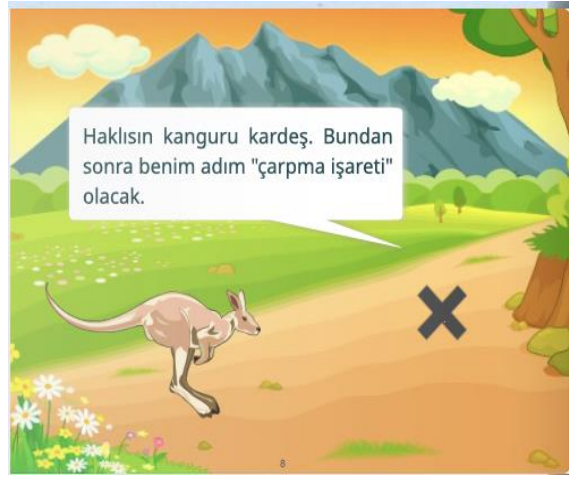 Haklısın kanguru kardeş. Bundan
sonra benim adım "çarpma işareti"
olacak.
8